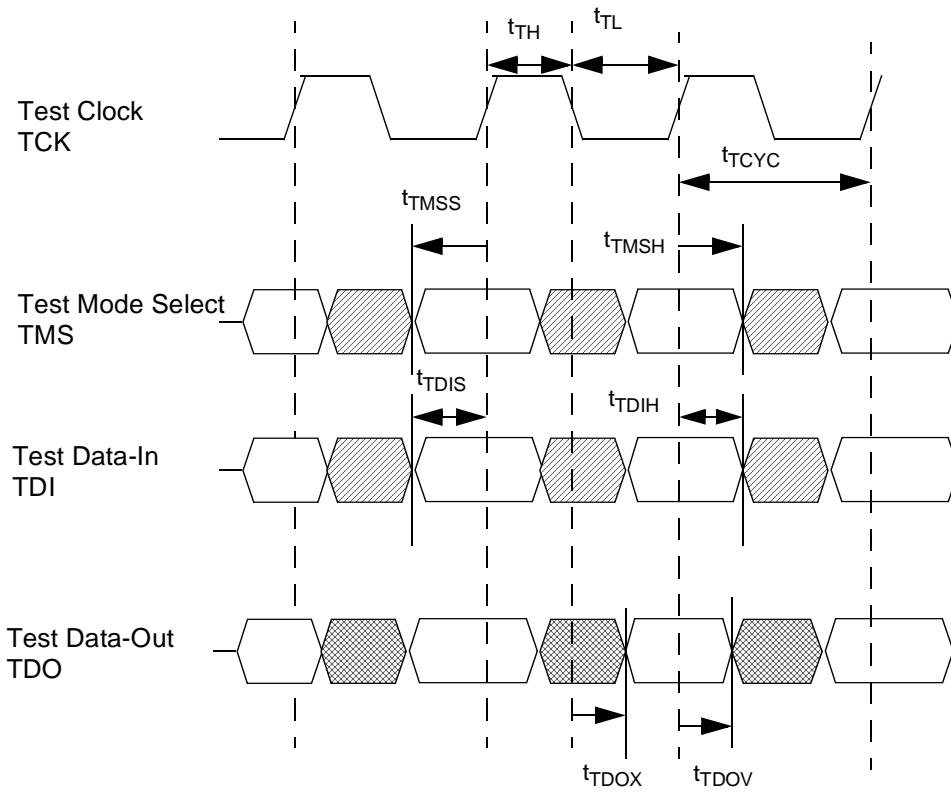 tTH
tTL
Test Clock
TCK
tTCYC
tTMSS
tTMSH
Test Mode Select
TMS
tTDIS
tTDIH
Test Data-In
TDI
Test Data-Out
TDO
tTDOX
tTDOV